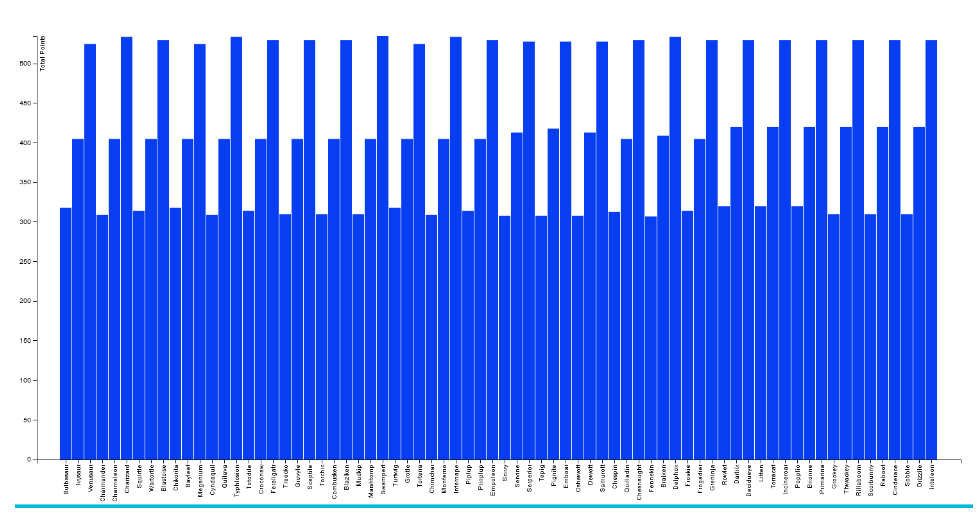 Total Points
500
450
400
350
300
250
200
150
100
50
0
Bulbasaur
Ivysaur
Venusaur
Charmander
Charmeleon
Charizard
Squirtle
Wartortle
Blastoise
Chikorita
Bayleef
Meganium
Cyndaquil
Quilava
Typhlosion
Totodile
Croconaw
Feraligatr
Treecko
Grovyle
Sceptile
Torchic
Combusken
Blaziken
Mudkip
Marshtomp
Swampert
Turtwig
Grotle
Torterra
Chimchar
Monferno
Infernape
Piplup
Prinplup
Empoleon
Snivy
Servine
Serperior
Tepig
Pignite
Emboar
Oshawott
Dewott
Samurott
Chespin
Quilladin
Chesnaught
Fennekin
Braixen
Delphox
Froakie
Frogadier
Greninja
Rowlet
Dartrix
Decidueye
Litten
Torracat
Incineroar
Popplio
Brionne
Primarina
Grookey
Thwackey
Rillaboom
Scorbunny
Raboot
Cinderace
Sobble
Drizzile
Inteleon